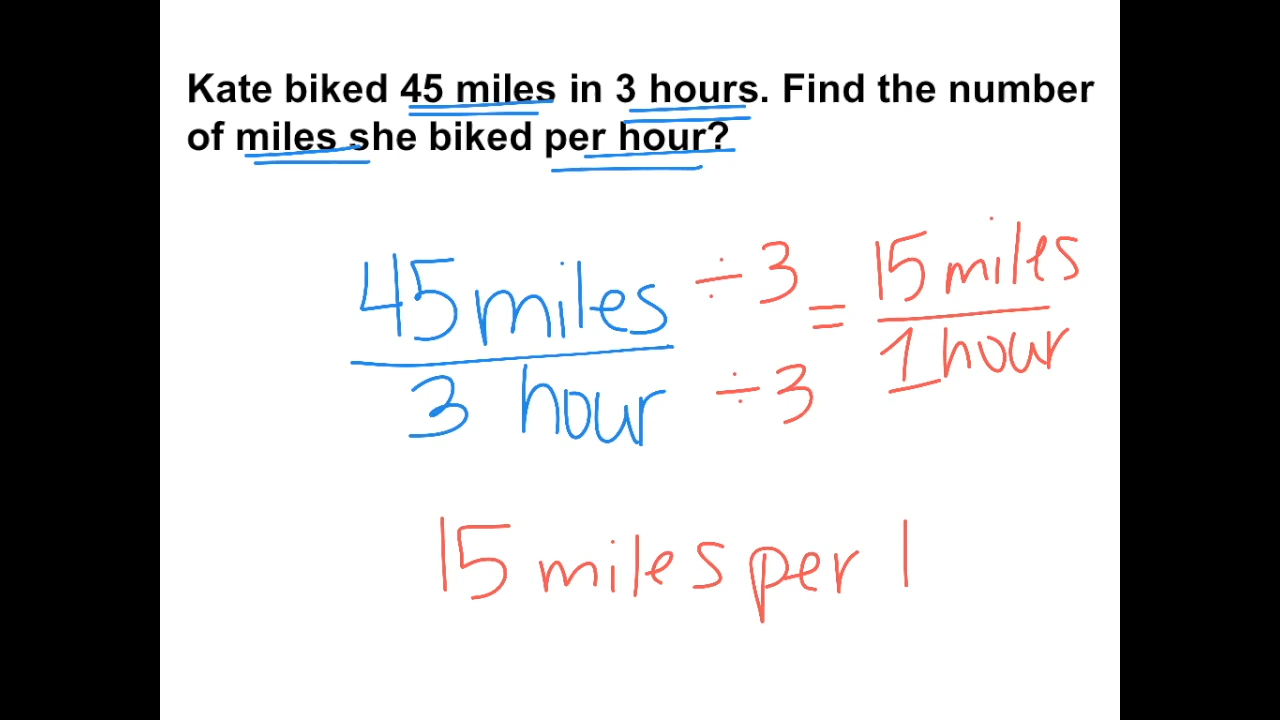 Kate biked 45 miles in 3 hours. Find the number
of miles she biked per hour?
45 miles ÷ 3 = 15 miles
3 hour ÷ 3 1 hour
15 miles per l